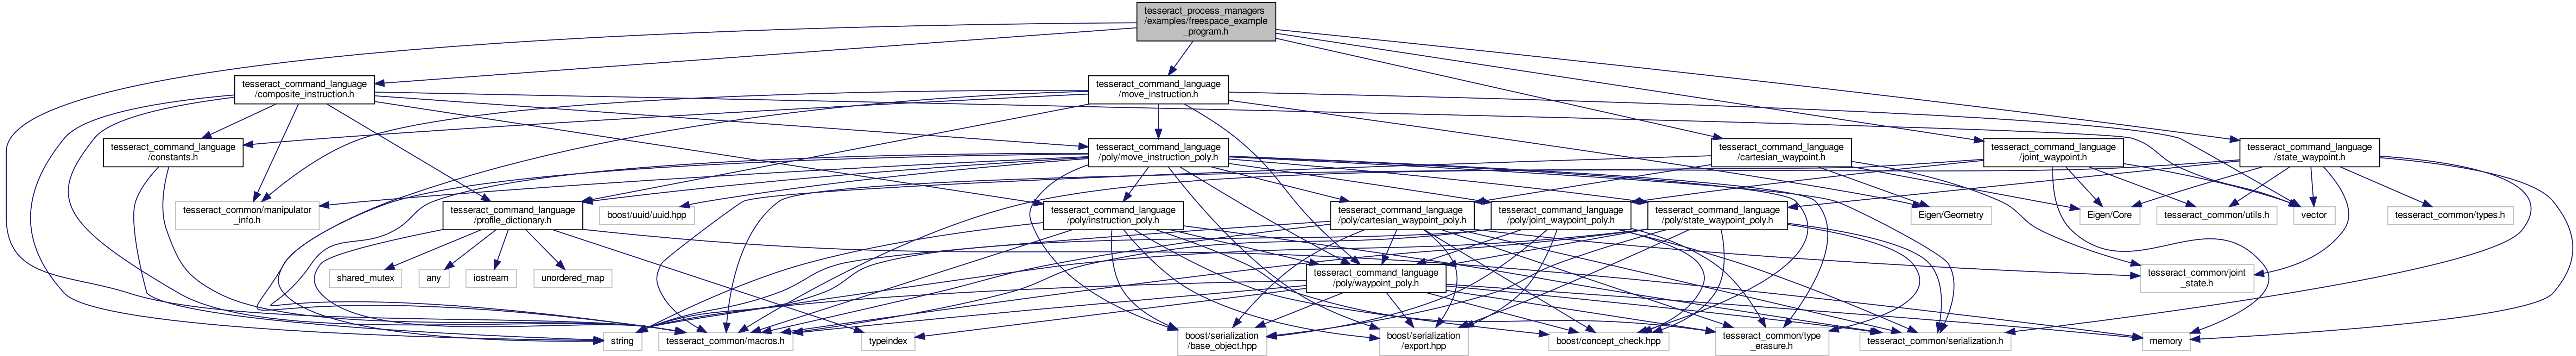 tesseract_process_managers
/examples/freespace_example
_program.h
tesseract_command_language
/composite_instruction.h
tesseract_command_language
/move_instruction.h
tesseract_command_language
/constants.h
tesseract_command_language
/poly/move_instruction_poly.h
tesseract_command_language
/cartesian_waypoint.h
tesseract_command_language
/joint_waypoint.h
tesseract_command_language
/state_waypoint.h
tesseract_common/manipulator
_info.h
tesseract_command_language
/profile_dictionary.h
boost/uuid/uuid.hpp
tesseract_command_language
/poly/instruction_poly.h
tesseract_command_language
/poly/cartesian_waypoint_poly.h
tesseract_command_language
/poly/joint_waypoint_poly.h
tesseract_command_language
/poly/state_waypoint_poly.h
Eigen/Geometry
Eigen/Core
tesseract_common/utils.h
vector
tesseract_common/types.h
shared_mutex
any
iostream
unordered_map
tesseract_command_language
/poly/waypoint_poly.h
tesseract_common/joint
_state.h
string
tesseract_common/macros.h
typeindex
boost/serialization
/base_object.hpp
boost/serialization
/export.hpp
boost/concept_check.hpp
tesseract_common/type
_erasure.h
tesseract_common/serialization.h
memory